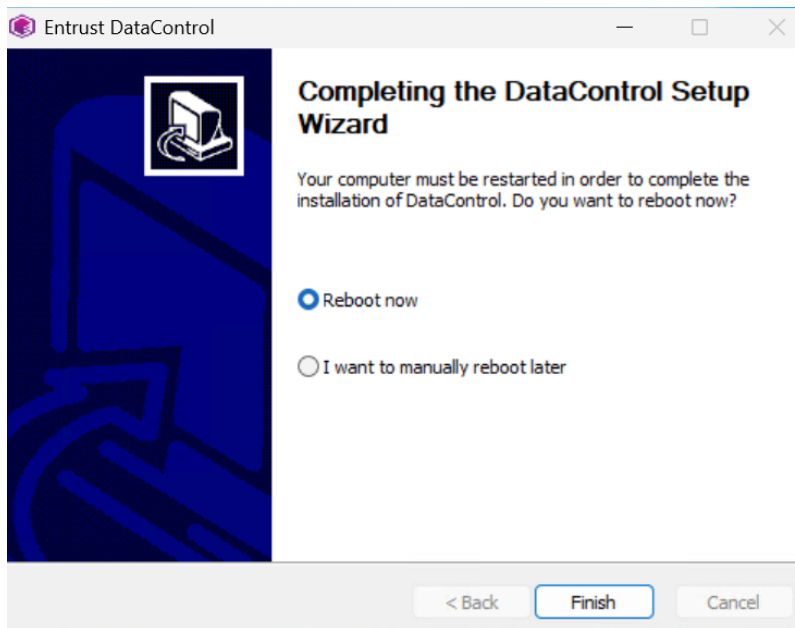 Entrust DataControl
Completing the DataControl Setup
Wizard
Your computer must be restarted in order to complete the
installation of DataControl. Do you want to reboot now?
Reboot now
I want to manually reboot later
< Back
Finish
Cancel